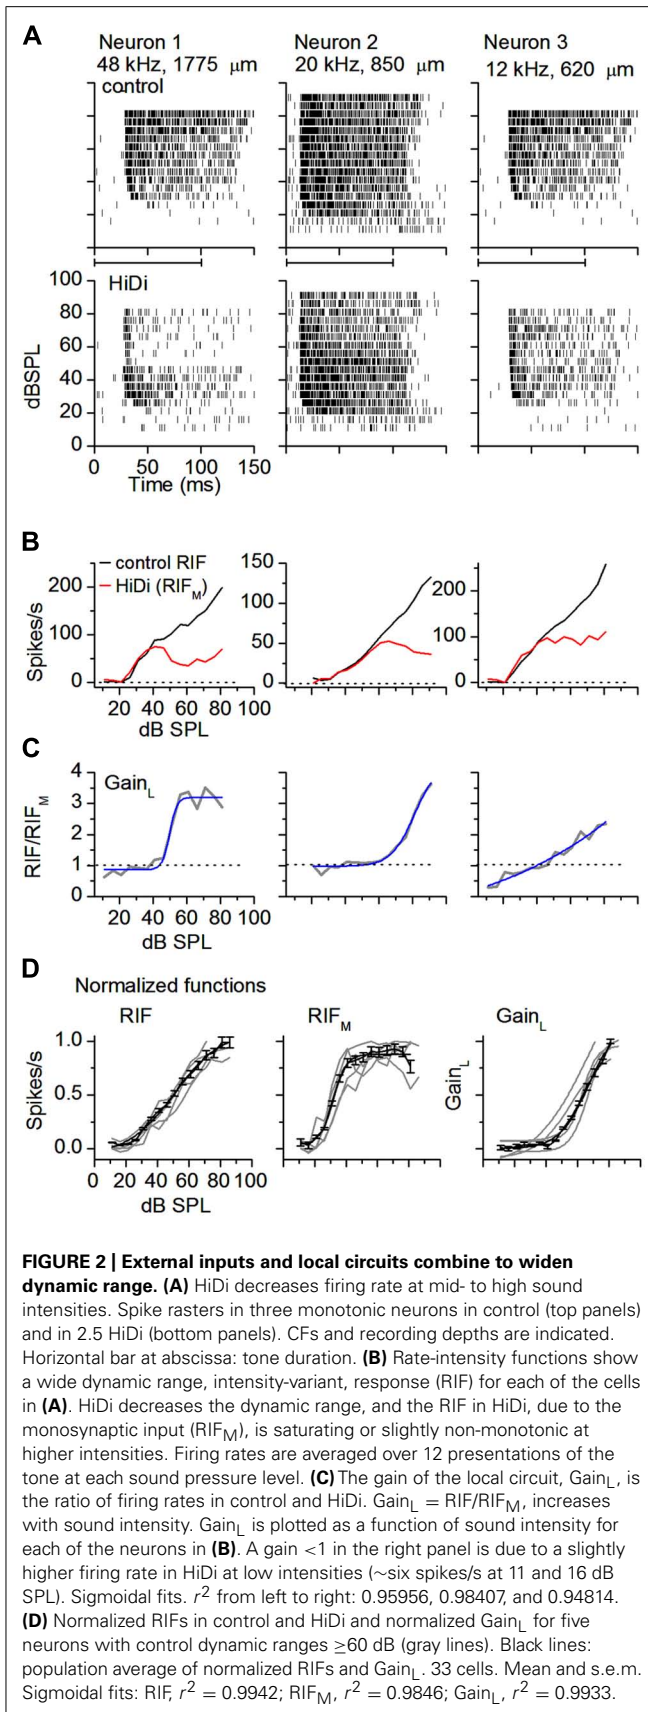 A
Neuron 1
48 kHz, 1775 μm
control
Neuron 2
20 kHz, 850 μm
Neuron 3
12 kHz, 620 μm
HiDi
100
80
60
40
20
0
dBSPL
0 50 100 150
Time (ms)
B
control RIF
HiDi (RIFM)
200
100
0
Spikes/s
20 40 60 80 100
dB SPL
150
100
50
0
200
100
0
C
GainL
4
3
2
1
0
RIF/RIFM
20 40 60 80 100
dB SPL
D
Normalized functions
RIF
RIFM
GainL
1.0
0.5
0.0
Spikes/s
0 20 40 60 80 100
dB SPL
GainL
FIGURE 2 | External inputs and local circuits combine to widen
dynamic range. (A) HiDi decreases firing rate at mid- to high sound
intensities. Spike rasters in three monotonic neurons in control (top panels)
and in 2.5 HiDi (bottom panels). CFs and recording depths are indicated.
Horizontal bar at abscissa: tone duration. (B) Rate-intensity functions show
a wide dynamic range, intensity-variant, response (RIF) for each of the cells
in (A). HiDi decreases the dynamic range, and the RIF in HiDi, due to the
monosynaptic input (RIFM), is saturating or slightly non-monotonic at
higher intensities. Firing rates are averaged over 12 presentations of the
tone at each sound pressure level. (C) The gain of the local circuit, GainL, is
the ratio of firing rates in control and HiDi. GainL = RIF/RIFM, increases
with sound intensity. GainL is plotted as a function of sound intensity for
each of the neurons in (B). A gain <1 in the right panel is due to a slightly
higher firing rate in HiDi at low intensities (~six spikes/s at 11 and 16 dB
SPL). Sigmoidal fits. r² from left to right: 0.95956, 0.98407, and 0.94814.
(D) Normalized RIFs in control and HiDi and normalized GainL for five
neurons with control dynamic ranges ≥60 dB (gray lines). Black lines:
population average of normalized RIFs and GainL. 33 cells. Mean and s.e.m.
Sigmoidal fits: RIF, r² = 0.9942; RIFM, r² = 0.9846; GainL, r² = 0.9933.